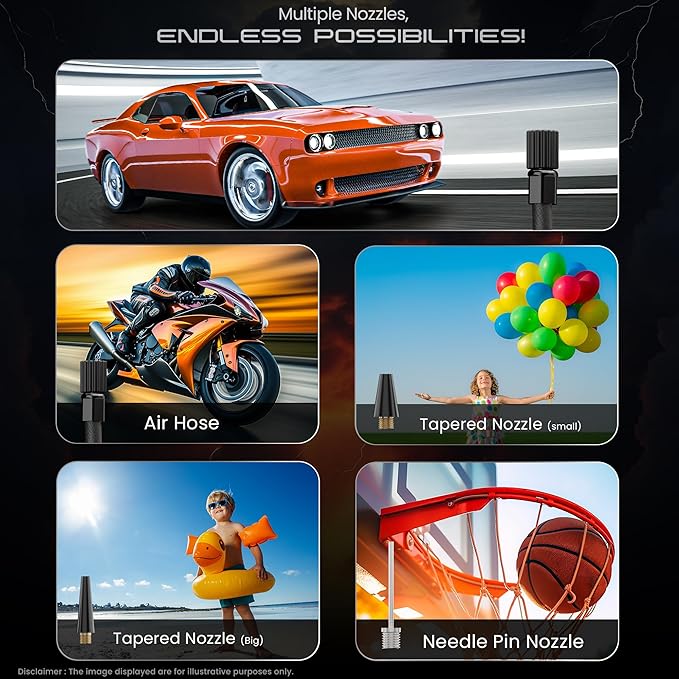 Multiple Nozzles,
ENDLESS POSSIBILITIES!
Air Hose
Tapered Nozzle (small)
Tapered Nozzle (Big)
Needle Pin Nozzle
Disclaimer : The image displayed are for illustrative purposes only.